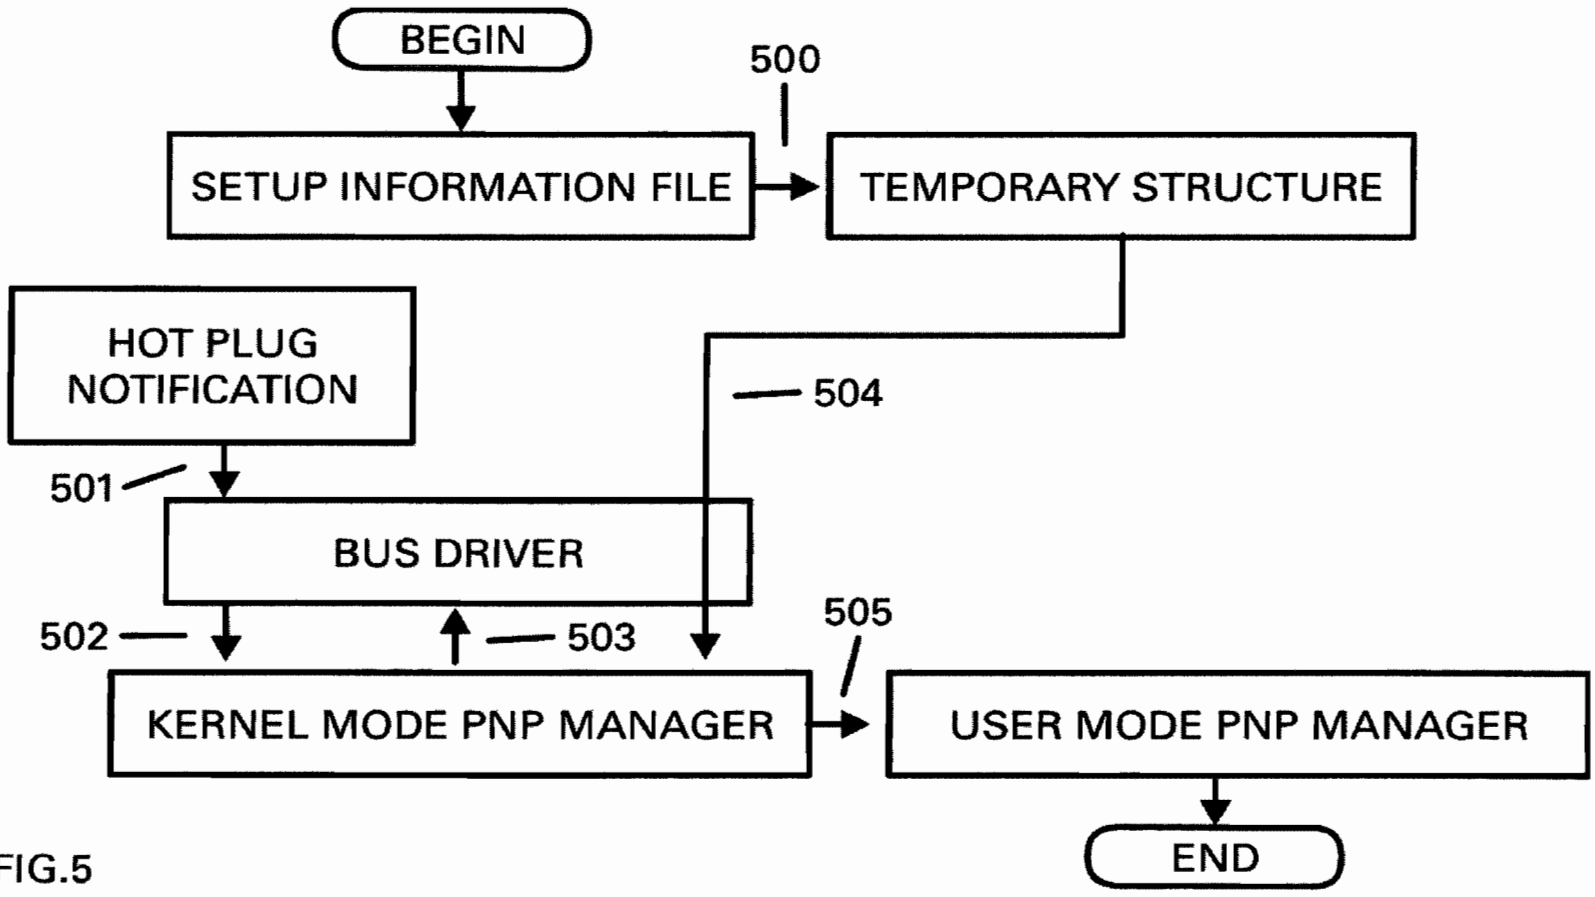 BEGIN
500
SETUP INFORMATION FILE
TEMPORARY STRUCTURE
HOT PLUG
NOTIFICATION
504
501
BUS DRIVER
502
503
505
KERNEL MODE PNP MANAGER
USER MODE PNP MANAGER
END
FIG.5